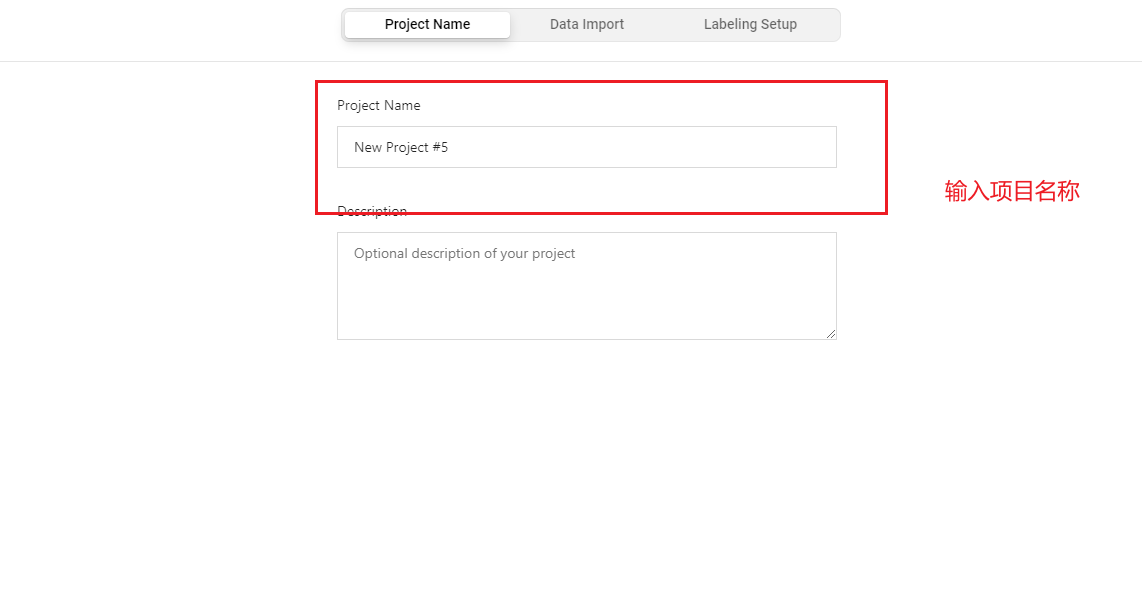 Project Name
Data Import
Labeling Setup
Project Name
New Project #5
输入项目名称
Description
Optional description of your project